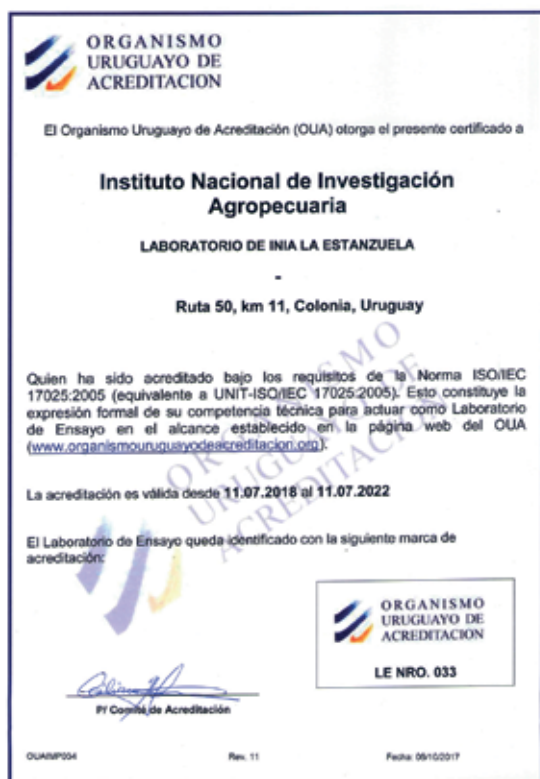 ORGANISMO
URUGUAYO DE
ACREDITACION
El Organismo Uruguayo de Acreditación (OUA) otorga el presente certificado a
Instituto Nacional de Investigación
Agropecuaria
LABORATORIO DE INIA LA ESTANZUELA
-
Ruta 50, km 11, Colonia, Uruguay
Quien ha sido acreditado bajo los requisitos de la Norma ISO/IEC
17025:2005 (equivalente a UNIT-ISO/IEC 17025:2005). Esto constituye la
expresión formal de su competencia técnica para actuar como Laboratorio
de Ensayo en el alcance establecido en la página web del OUA
(www.organismouruguayodeacreditacion.org).
La acreditación es válida desde 11.07.2018 al 11.07.2022
El Laboratorio de Ensayo queda identificado con la siguiente marca de
acreditación:
ORGANISMO
URUGUAYO DE
ACREDITACION
ORGANISMO
URUGUAYO DE
ACREDITACION
LE NRO. 033
P/ Comité de Acreditación
OUAIMP004
Rev. 11
Fecha: 09/10/2017